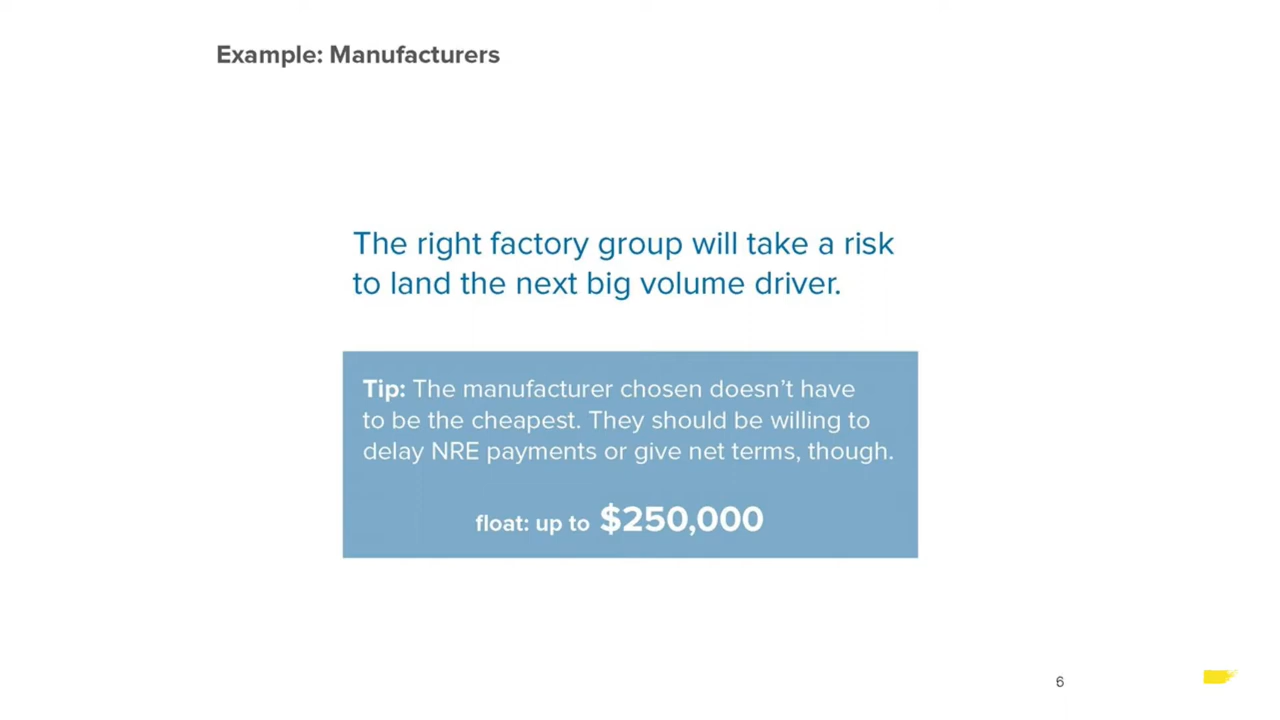 Example: Manufacturers
The right factory group will take a risk
to land the next big volume driver.
Tip: The manufacturer chosen doesn’t have
to be the cheapest. They should be willing to
delay NRE payments or give net terms, though.
float: up to $250,000
6